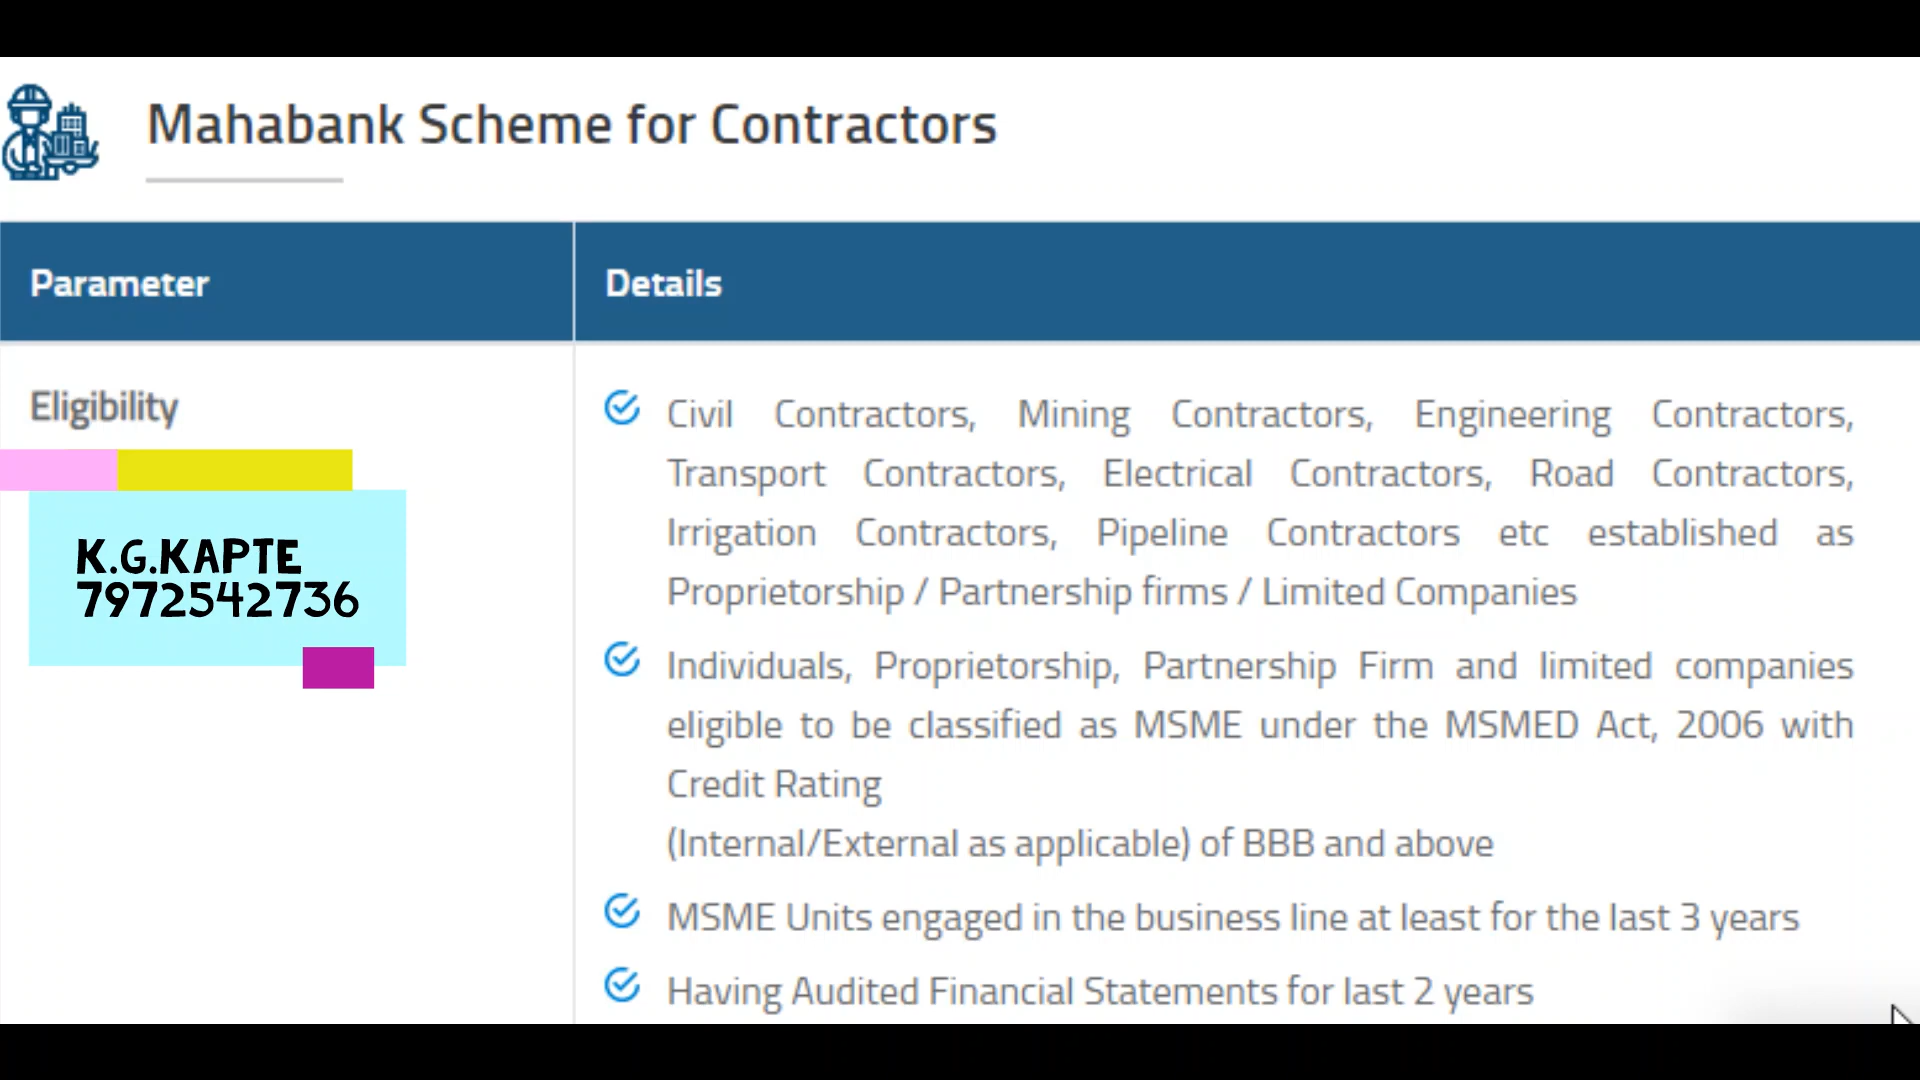 Mahabank Scheme for Contractors
Parameter
Details
Eligibility
K.G.KAPTE
7972542736
Civil Contractors, Mining Contractors, Engineering Contractors,
Transport Contractors, Electrical Contractors, Road Contractors,
Irrigation Contractors, Pipeline Contractors etc established as
Proprietorship / Partnership firms / Limited Companies
Individuals, Proprietorship, Partnership Firm and limited companies
eligible to be classified as MSME under the MSMED Act, 2006 with
Credit Rating
(Internal/External as applicable) of BBB and above
MSME Units engaged in the business line at least for the last 3 years
Having Audited Financial Statements for last 2 years